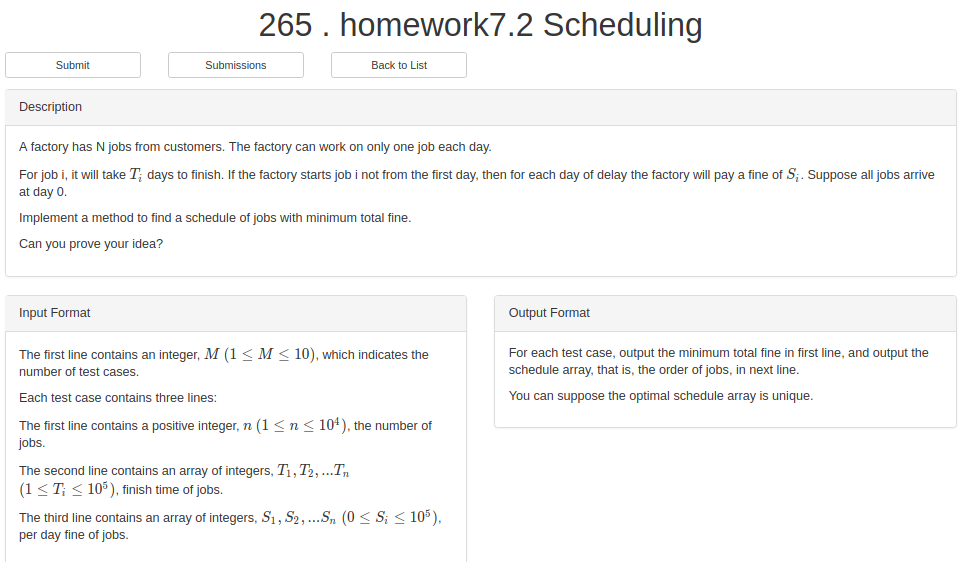 265 . homework7.2 Scheduling
Submit
Submissions
Back to List
Description
A factory has N jobs from customers. The factory can work on only one job each day.
For job i, it will take T_i days to finish. If the factory starts job i not from the first day, then for each day of delay the factory will pay a fine of S_i. Suppose all jobs arrive
at day 0.
Implement a method to find a schedule of jobs with minimum total fine.
Can you prove your idea?
Input Format
The first line contains an integer, M (1 ≤ M ≤ 10), which indicates the
number of test cases.
Each test case contains three lines:
The first line contains a positive integer, n (1 ≤ n ≤ 10^4), the number of
jobs.
The second line contains an array of integers, T_1, T_2, ...T_n
(1 ≤ T_i ≤ 10^5), finish time of jobs.
The third line contains an array of integers, S_1, S_2, ...S_n (0 ≤ S_i ≤ 10^5),
per day fine of jobs.
Output Format
For each test case, output the minimum total fine in first line, and output the
schedule array, that is, the order of jobs, in next line.
You can suppose the optimal schedule array is unique.